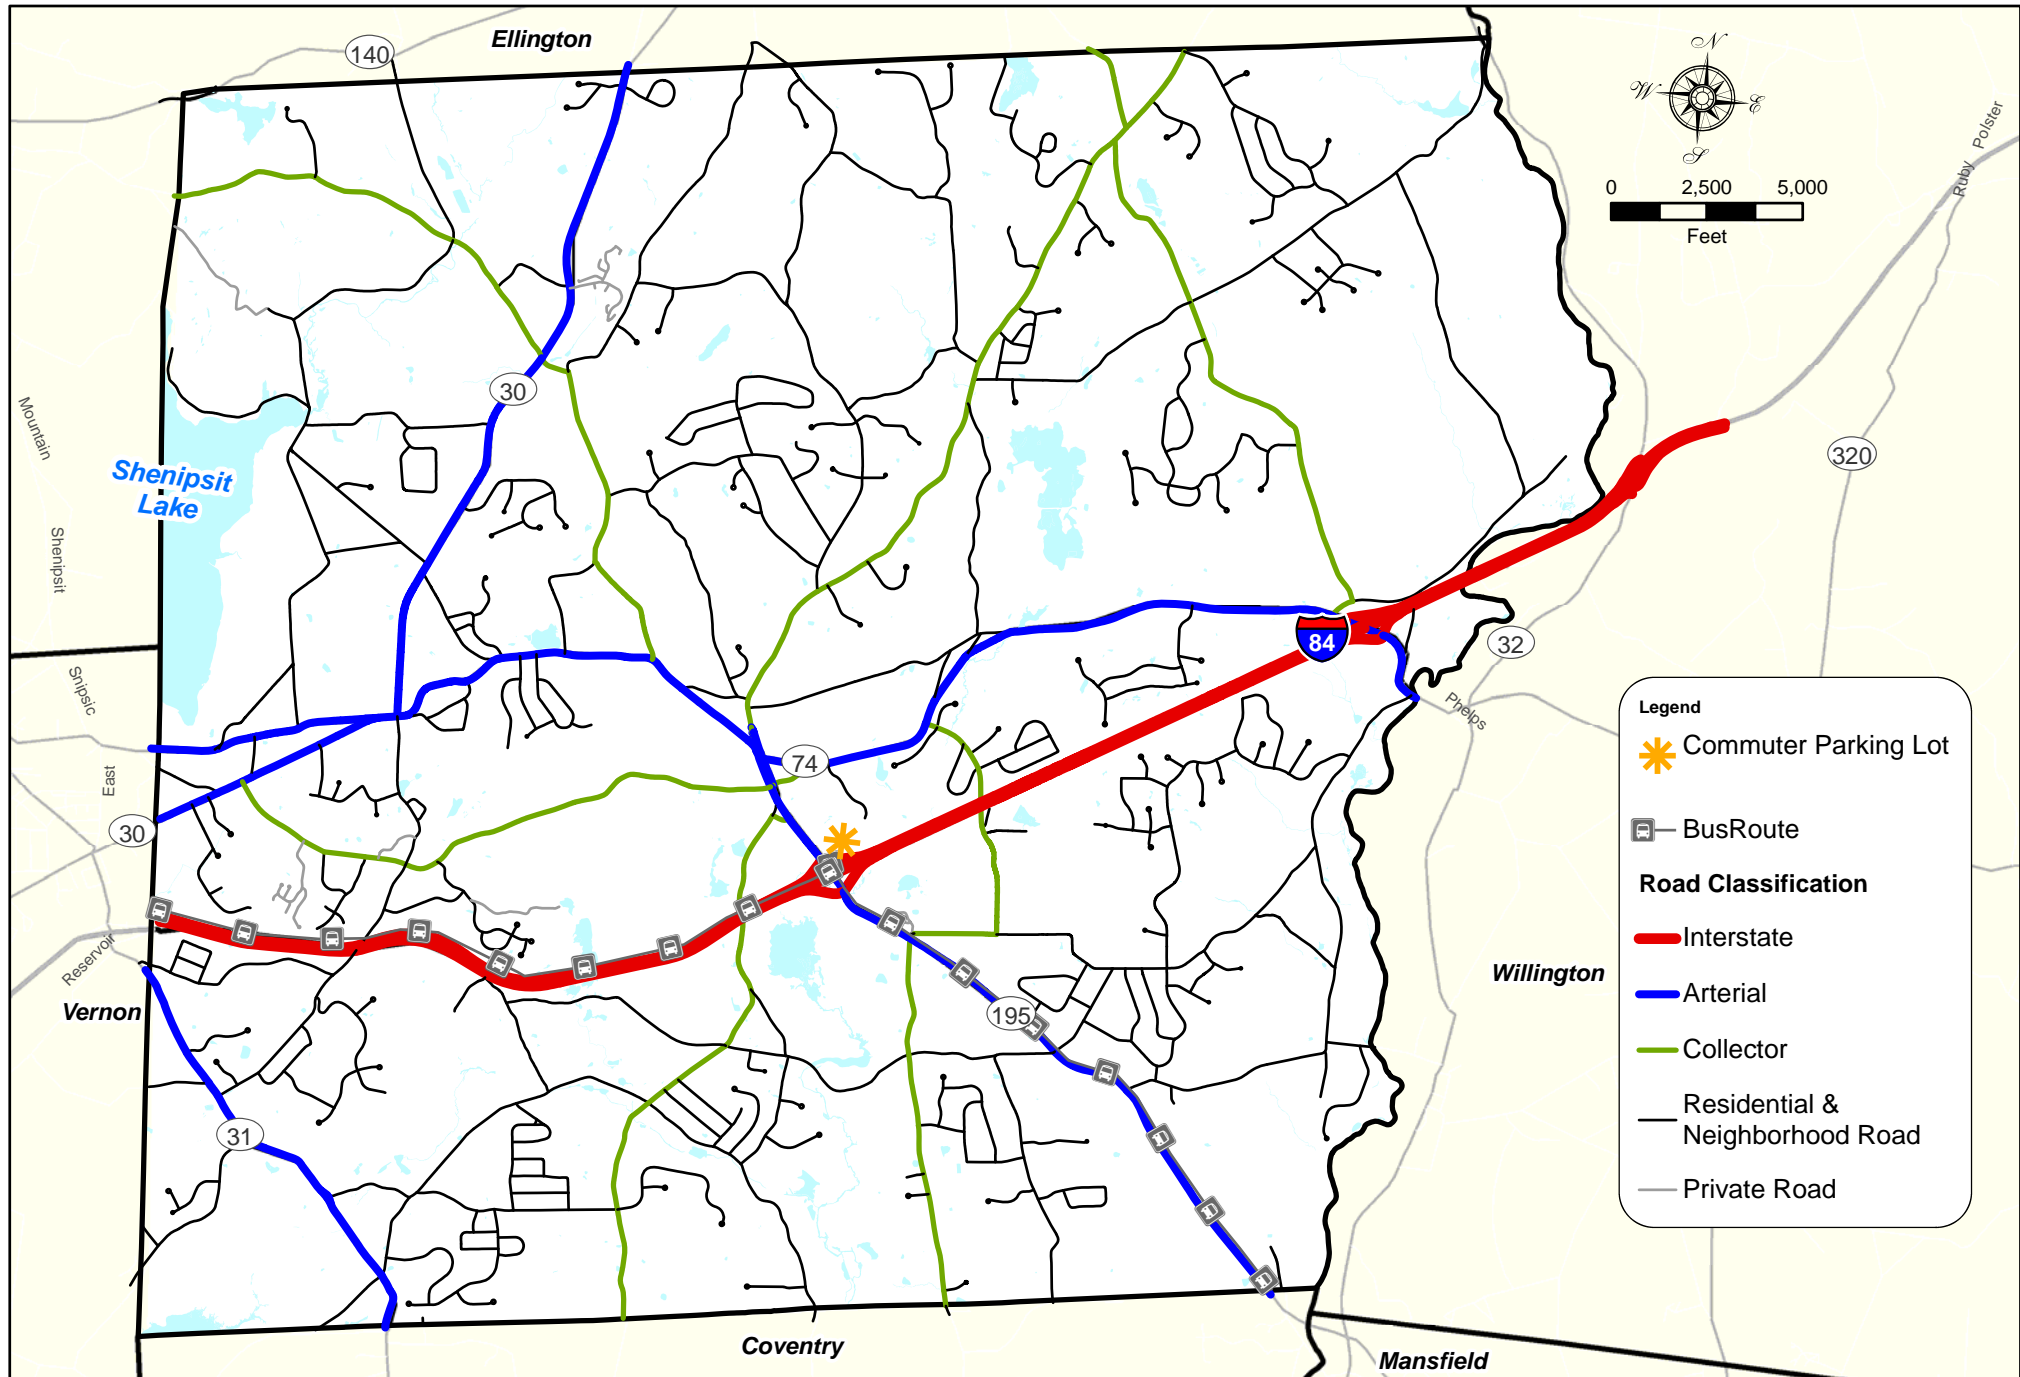 Ellington
140
N
W
E
S
Polster
Ruby
0 2,500 5,000
Feet
30
Mountain
320
Shenipsit
Lake
Shenipsit
84
32
Snipsic
Phelps
East
74
30
Reservoir
Vernon
195
Willington
31
Coventry
Mansfield
Legend
Commuter Parking Lot
BusRoute
Road Classification
Interstate
Arterial
Collector
Residential &
Neighborhood Road
Private Road